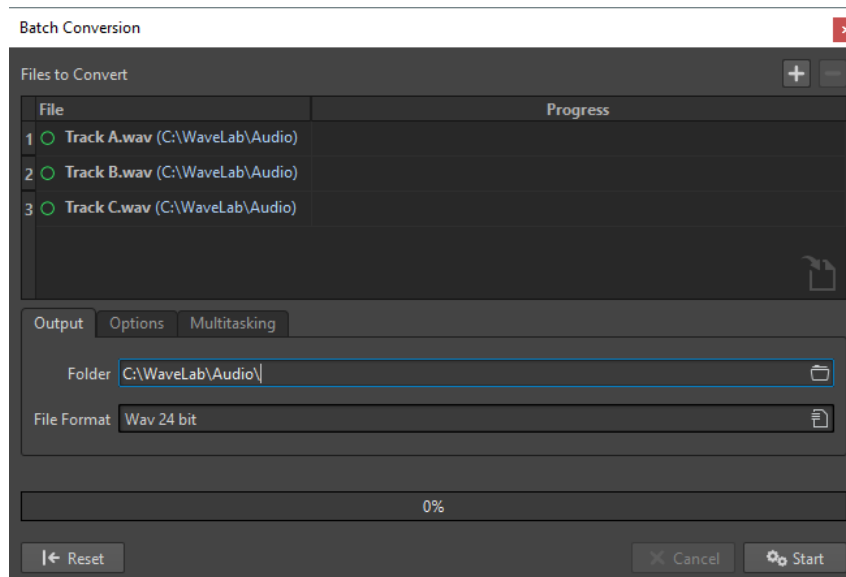 Batch Conversion
Files to Convert
File Progress
1 Track A.wav (C:\WaveLab\Audio)
2 Track B.wav (C:\WaveLab\Audio)
3 Track C.wav (C:\WaveLab\Audio)
Output Options Multitasking
Folder C:\WaveLab\Audio\
File Format Wav 24 bit
0%
Reset Cancel Start